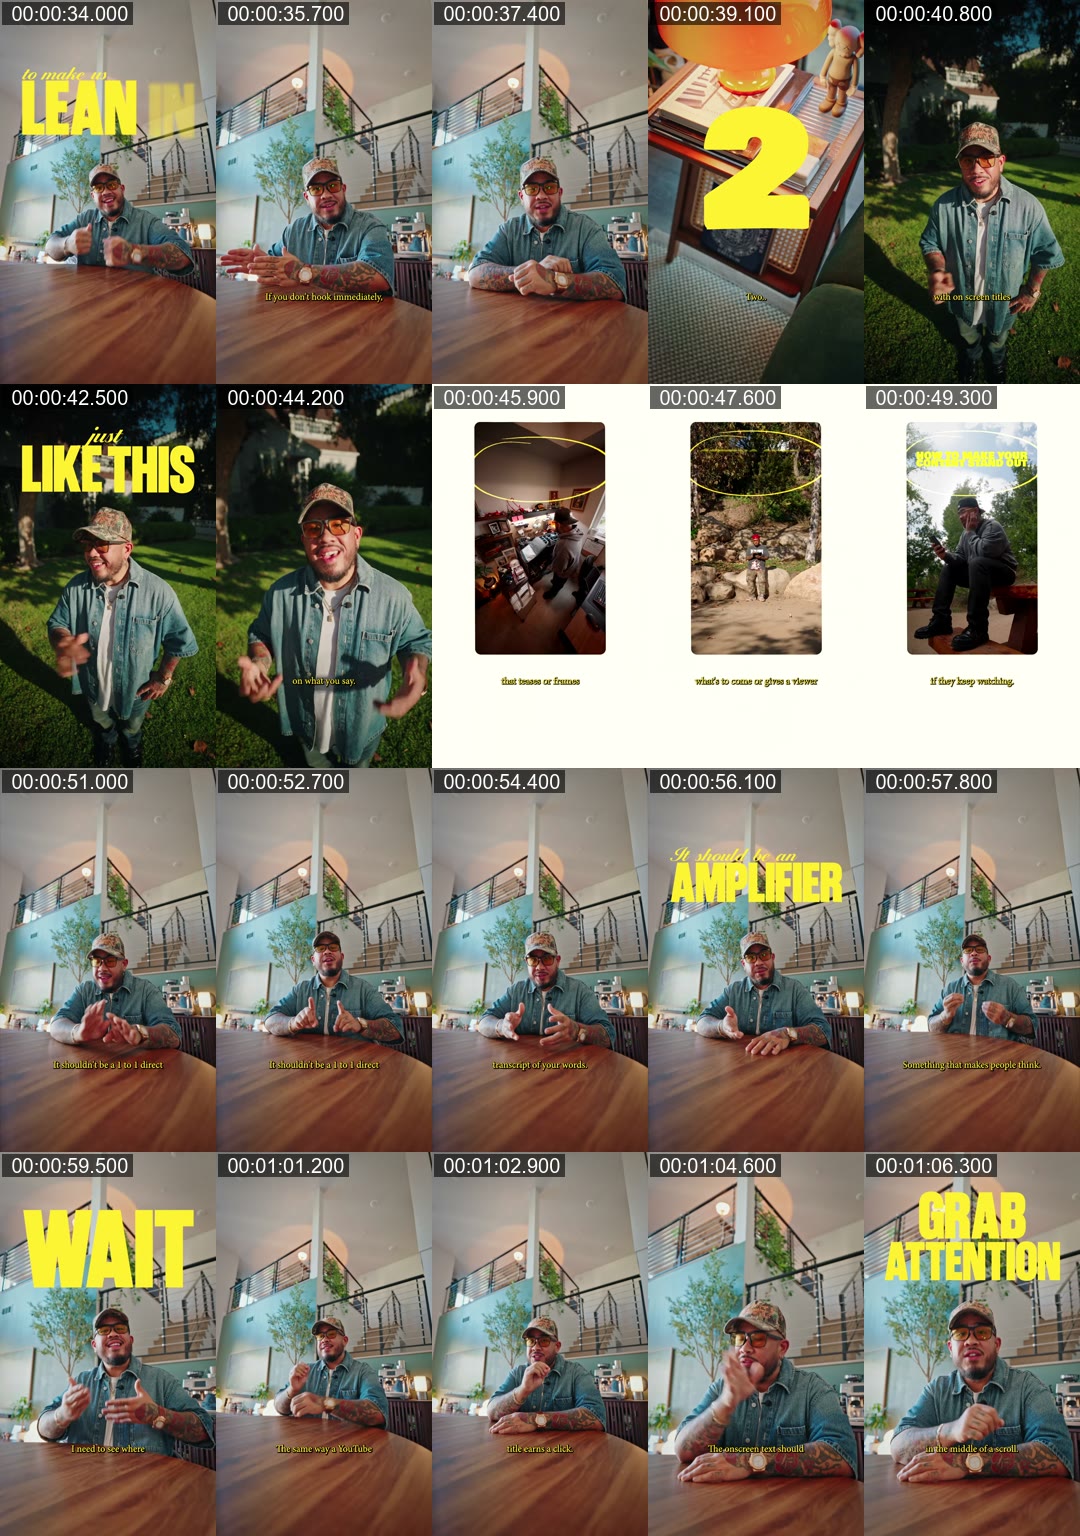 00:00:34.000
to make us
LEAN IN
00:00:35.700
If you don't hook immediately,
00:00:37.400
00:00:39.100
2
Two..
00:00:40.800
with on screen titles
00:00:42.500
just
LIKE THIS
00:00:44.200
on what you say.
00:00:45.900
that teases or frames
00:00:47.600
what's to come or gives a viewer
00:00:49.300
HOW TO MAKE YOUR
CONTENT STAND OUT
if they keep watching.
00:00:51.000
It shouldn't be a 1 to 1 direct
00:00:52.700
It shouldn't be a 1 to 1 direct
00:00:54.400
transcript of your words.
00:00:56.100
It should be an
AMPLIFIER
00:00:57.800
Something that makes people think.
00:00:59.500
WAIT
I need to see where
00:01:01.200
The same way a YouTube
00:01:02.900
title earns a click.
00:01:04.600
The onscreen text should
00:01:06.300
GRAB
ATTENTION
in the middle of a scroll.